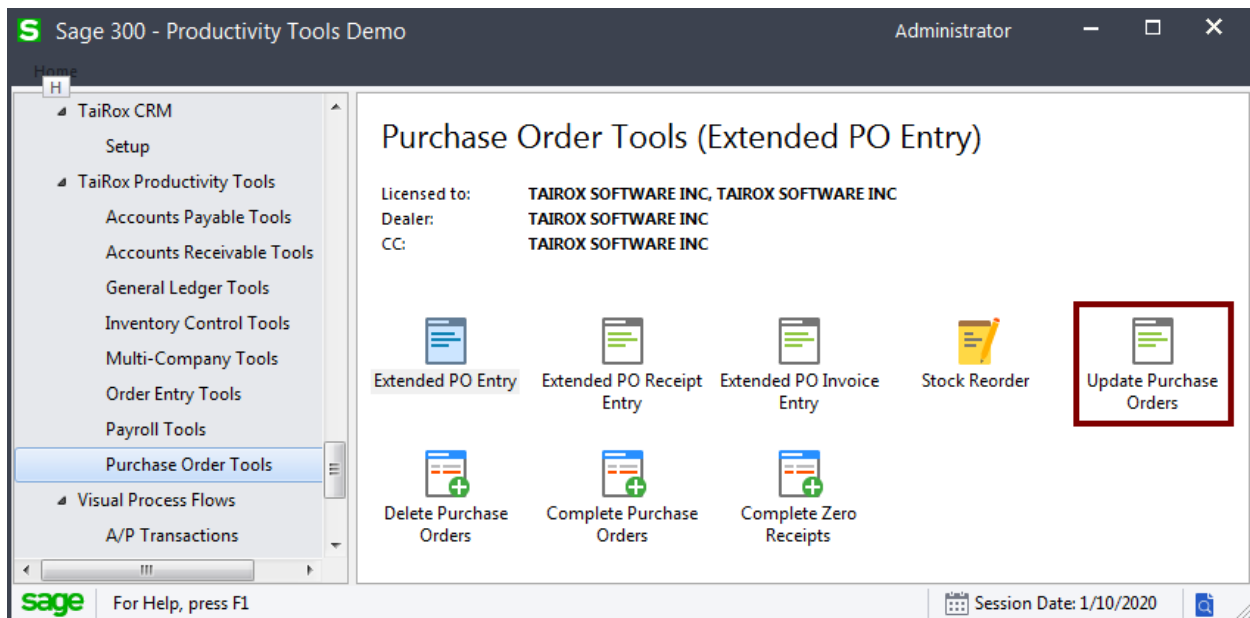 S Sage 300 - Productivity Tools Demo Administrator
Home
H
TaiRox CRM
Setup
TaiRox Productivity Tools
Accounts Payable Tools
Accounts Receivable Tools
General Ledger Tools
Inventory Control Tools
Multi-Company Tools
Order Entry Tools
Payroll Tools
Purchase Order Tools
Visual Process Flows
A/P Transactions
Purchase Order Tools (Extended PO Entry)
Licensed to: TAIROX SOFTWARE INC, TAIROX SOFTWARE INC
Dealer: TAIROX SOFTWARE INC
CC: TAIROX SOFTWARE INC
Extended PO Entry Extended PO Receipt Extended PO Invoice Stock Reorder Update Purchase
Entry Entry Orders
Delete Purchase Complete Purchase Complete Zero
Orders Orders Receipts
sage For Help, press F1 Session Date: 1/10/2020